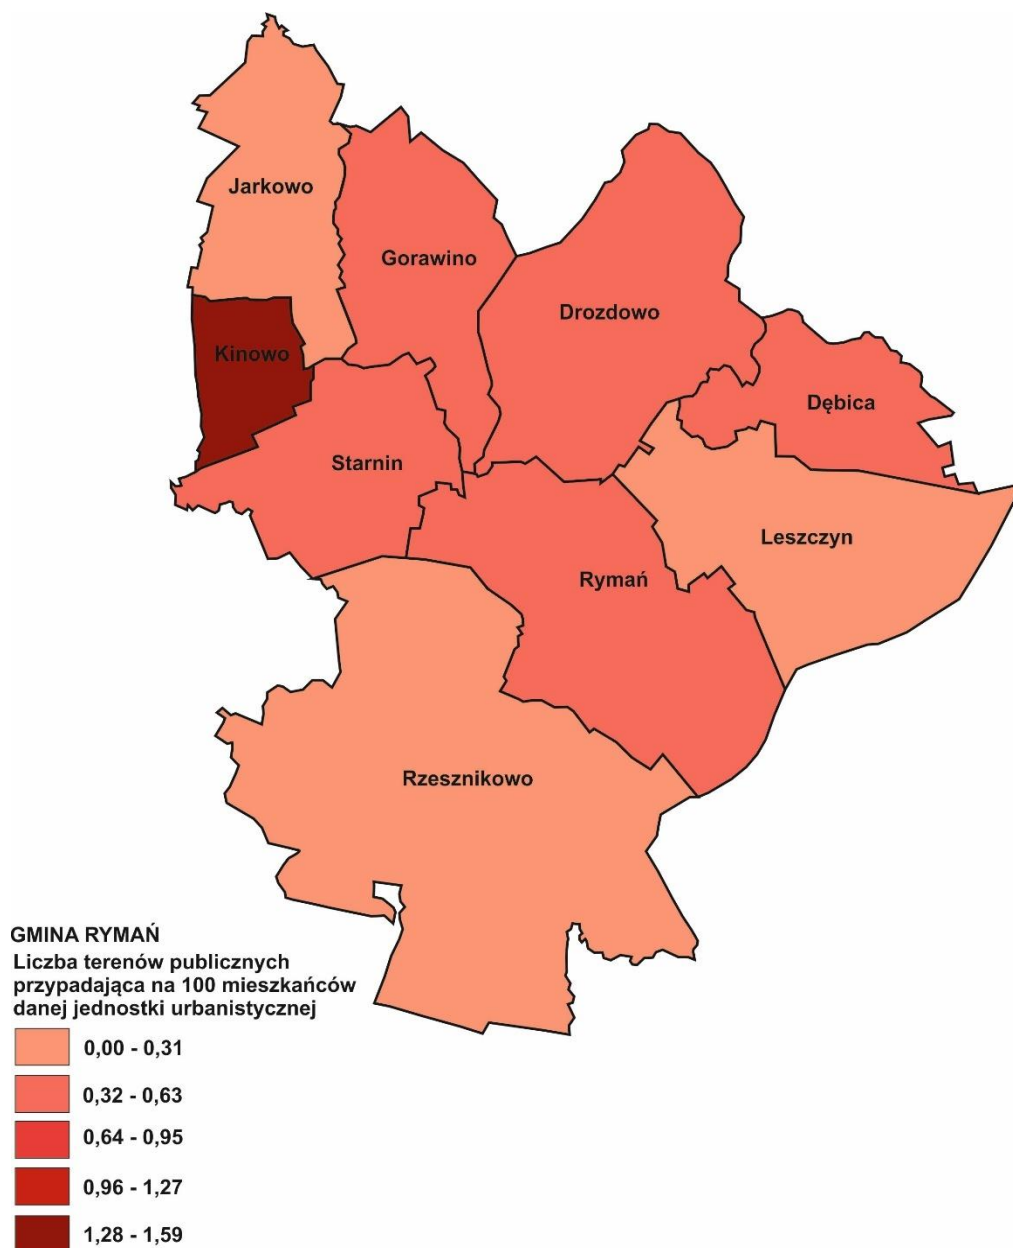 Jarkowo
Gorawino
Drozdowo
Kinowo
Dębica
Starnin
Leszczyn
Rymań
Rzesznikowo
GMINA RYMAŃ
Liczba terenów publicznych
przypadająca na 100 mieszkańców
danej jednostki urbanistycznej
0,00 - 0,31
0,32 - 0,63
0,64 - 0,95
0,96 - 1,27
1,28 - 1,59